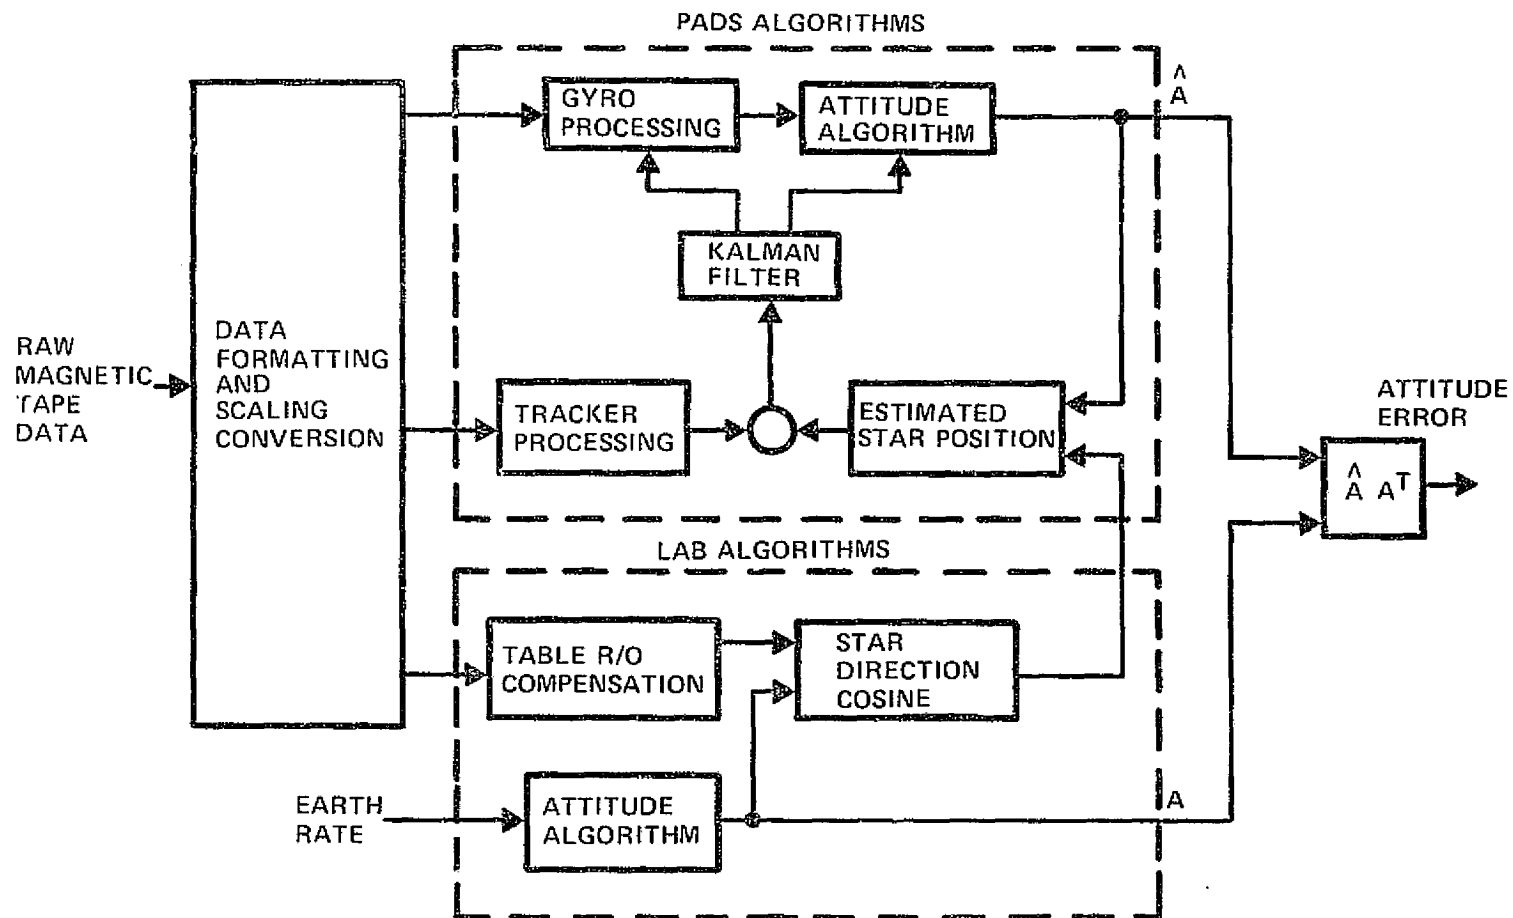 PADS ALGORITHMS
GYRO
PROCESSING
ATTITUDE
ALGORITHM
^
A
KALMAN
FILTER
RAW
MAGNETIC
TAPE
DATA
DATA
FORMATTING
AND
SCALING
CONVERSION
TRACKER
PROCESSING
ESTIMATED
STAR POSITION
ATTITUDE
ERROR
^
A Aᵀ
LAB ALGORITHMS
TABLE R/O
COMPENSATION
STAR
DIRECTION
COSINE
EARTH
RATE
ATTITUDE
ALGORITHM
A